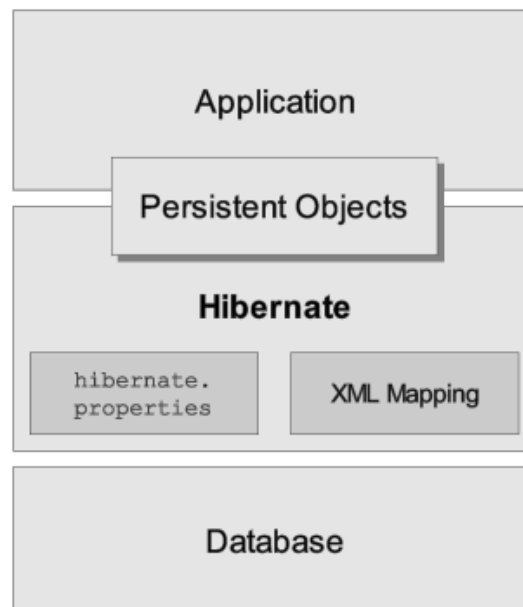 Application
Persistent Objects
Hibernate
hibernate.
properties
XML Mapping
Database